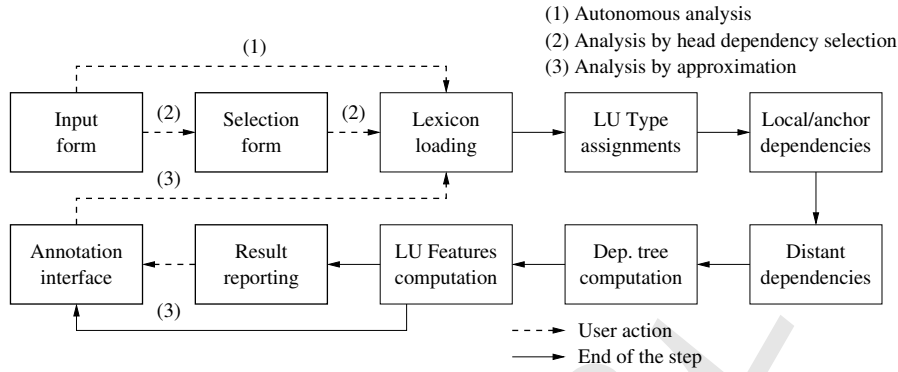 (1) Autonomous analysis
(2) Analysis by head dependency selection
(3) Analysis by approximation
(1)
Input
form
(2)
Selection
form
(2)
Lexicon
loading
LU Type
assignments
Local/anchor
dependencies
(3)
Annotation
interface
Result
reporting
LU Features
computation
Dep. tree
computation
Distant
dependencies
(3)
User action
End of the step